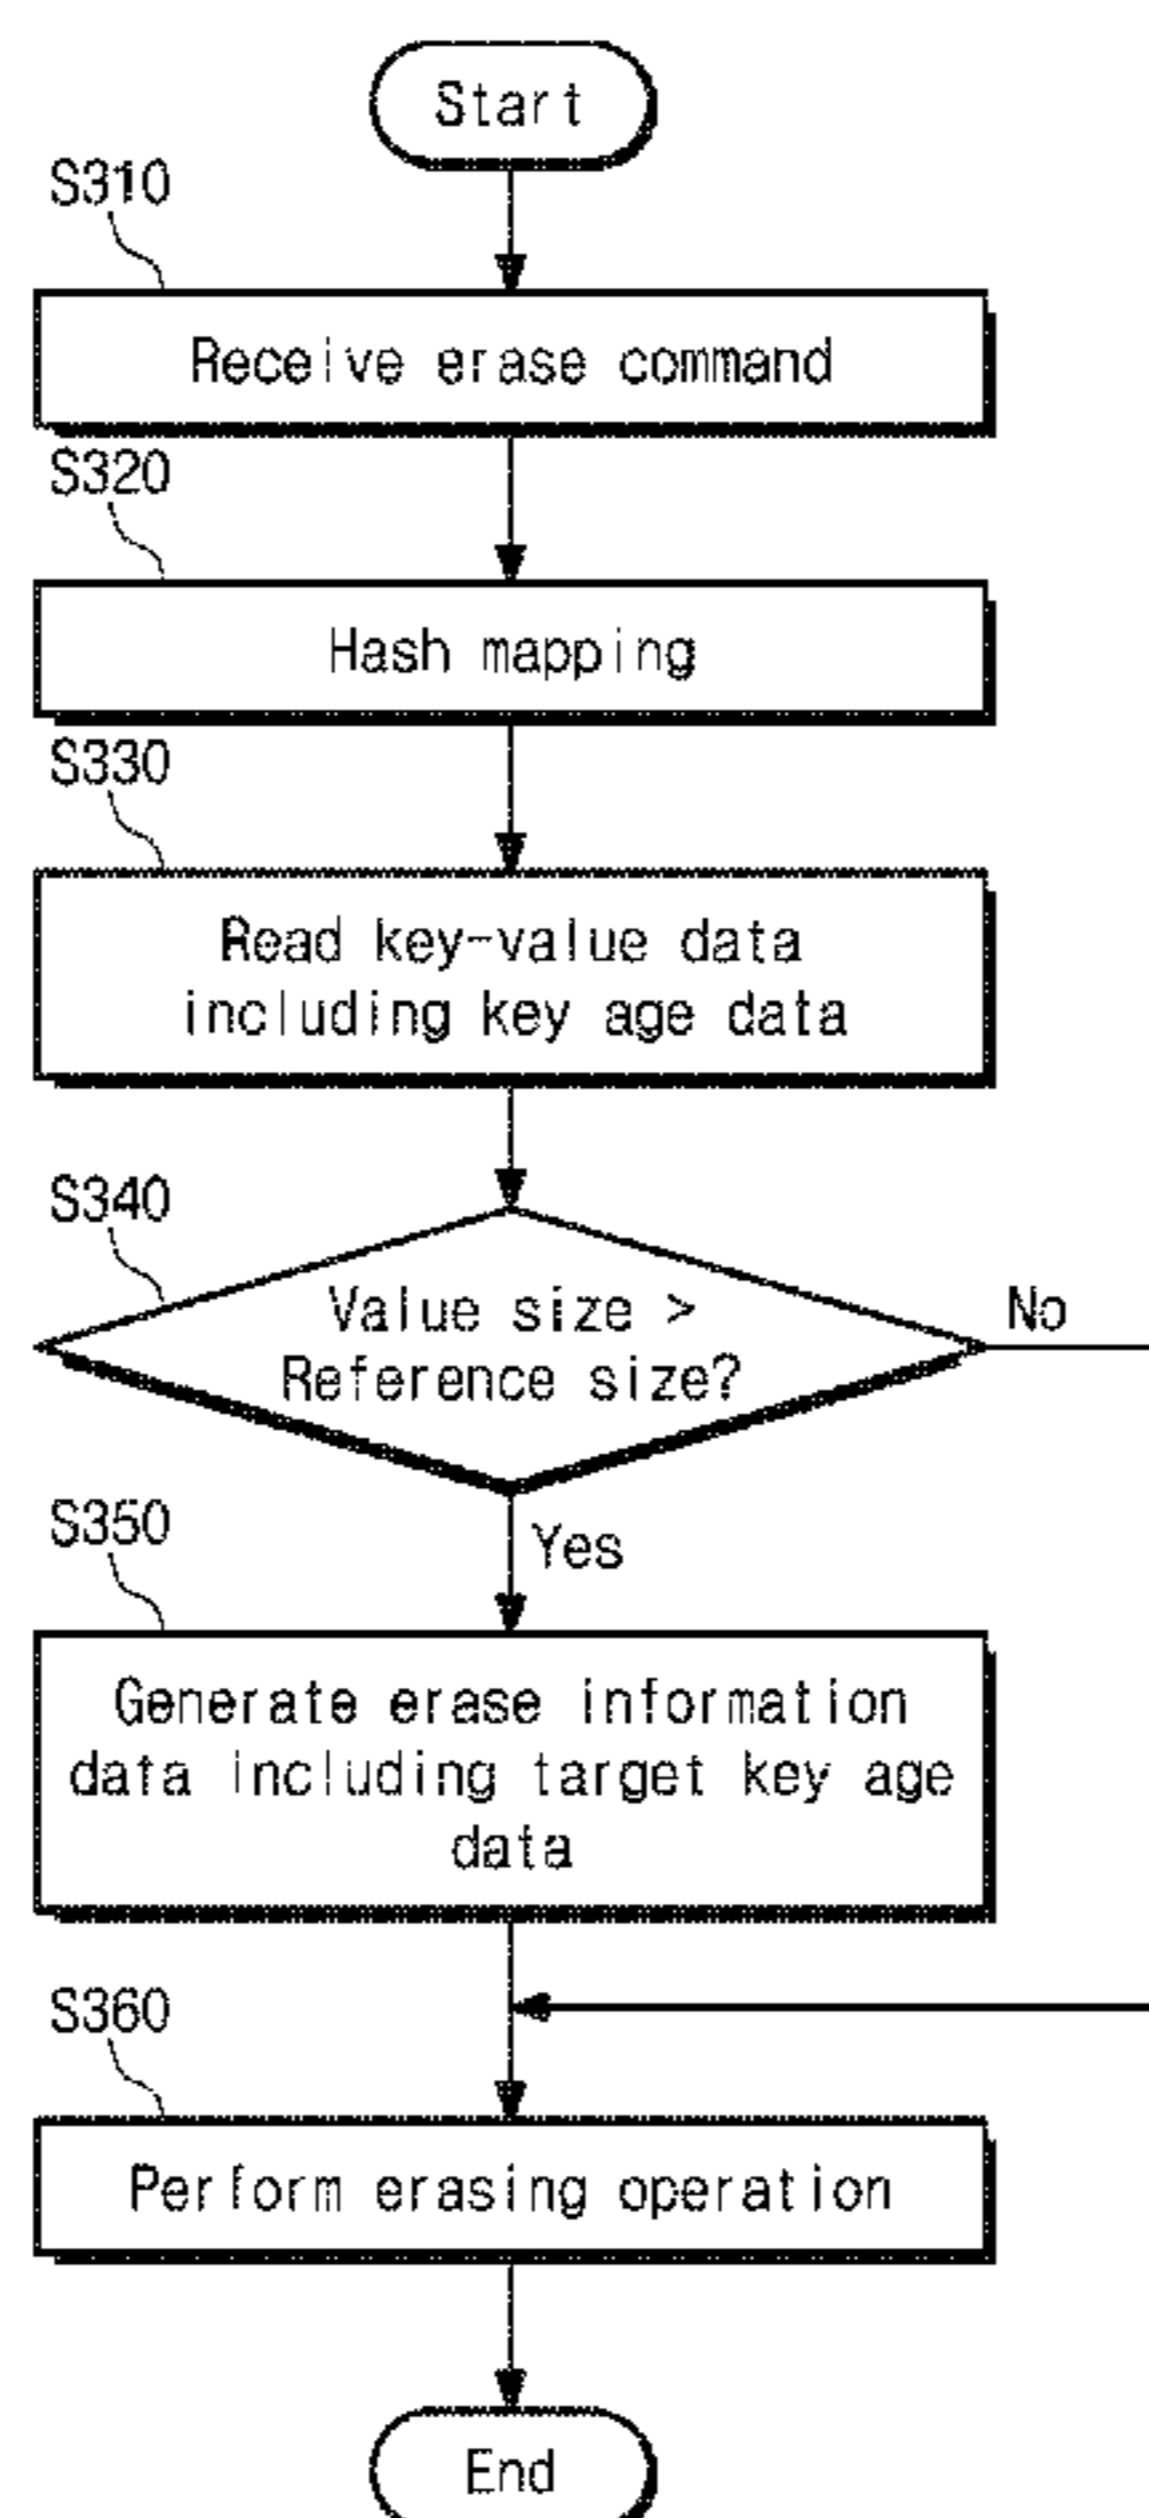 Start
S310
Receive erase command
S320
Hash mapping
S330
Read key-value data
including key age data
S340
Value size >
Reference size?
No
Yes
S350
Generate erase information
data including target key age
data
S360
Perform erasing operation
End